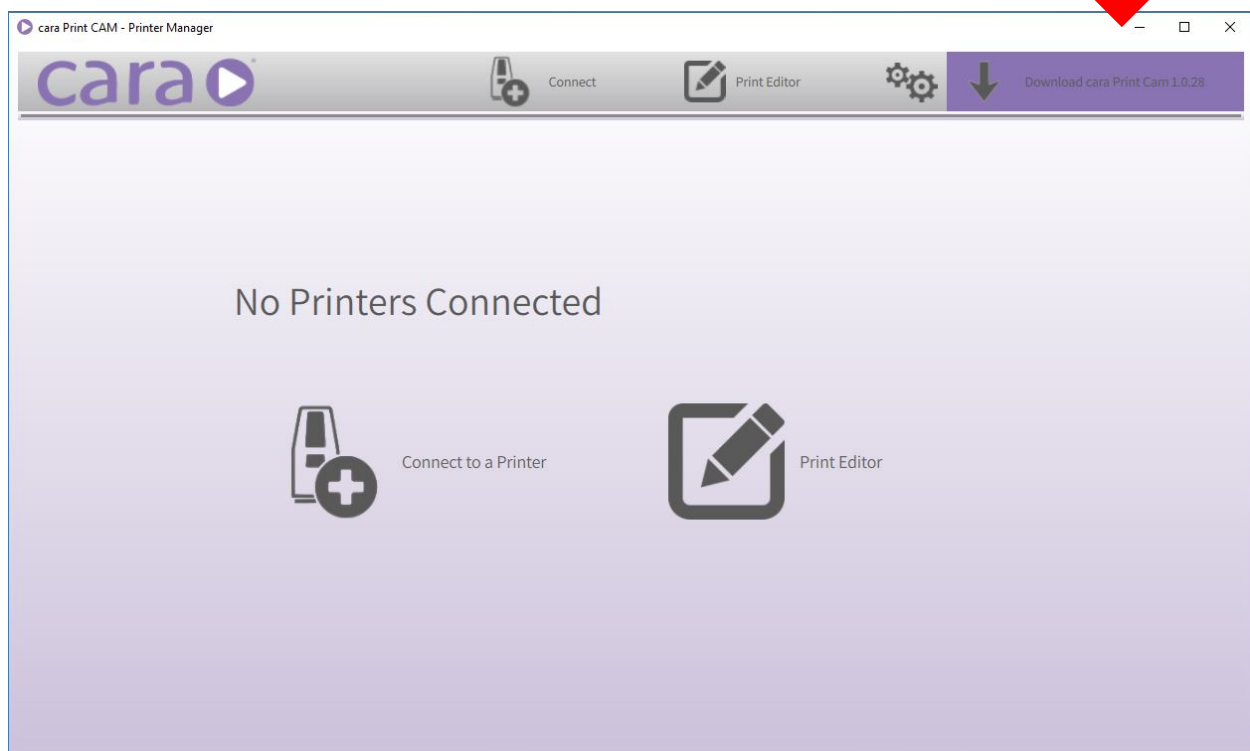 cara Print CAM - Printer Manager
cara
Connect
Print Editor
Download cara Print Cam 1.0.28
No Printers Connected
Connect to a Printer
Print Editor